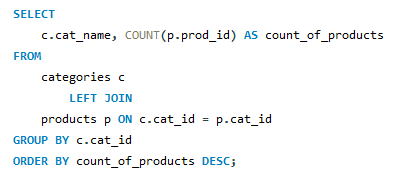 SELECT
    c.cat_name, COUNT(p.prod_id) AS count_of_products
FROM
    categories c
        LEFT JOIN
    products p ON c.cat_id = p.cat_id
GROUP BY c.cat_id
ORDER BY count_of_products DESC;